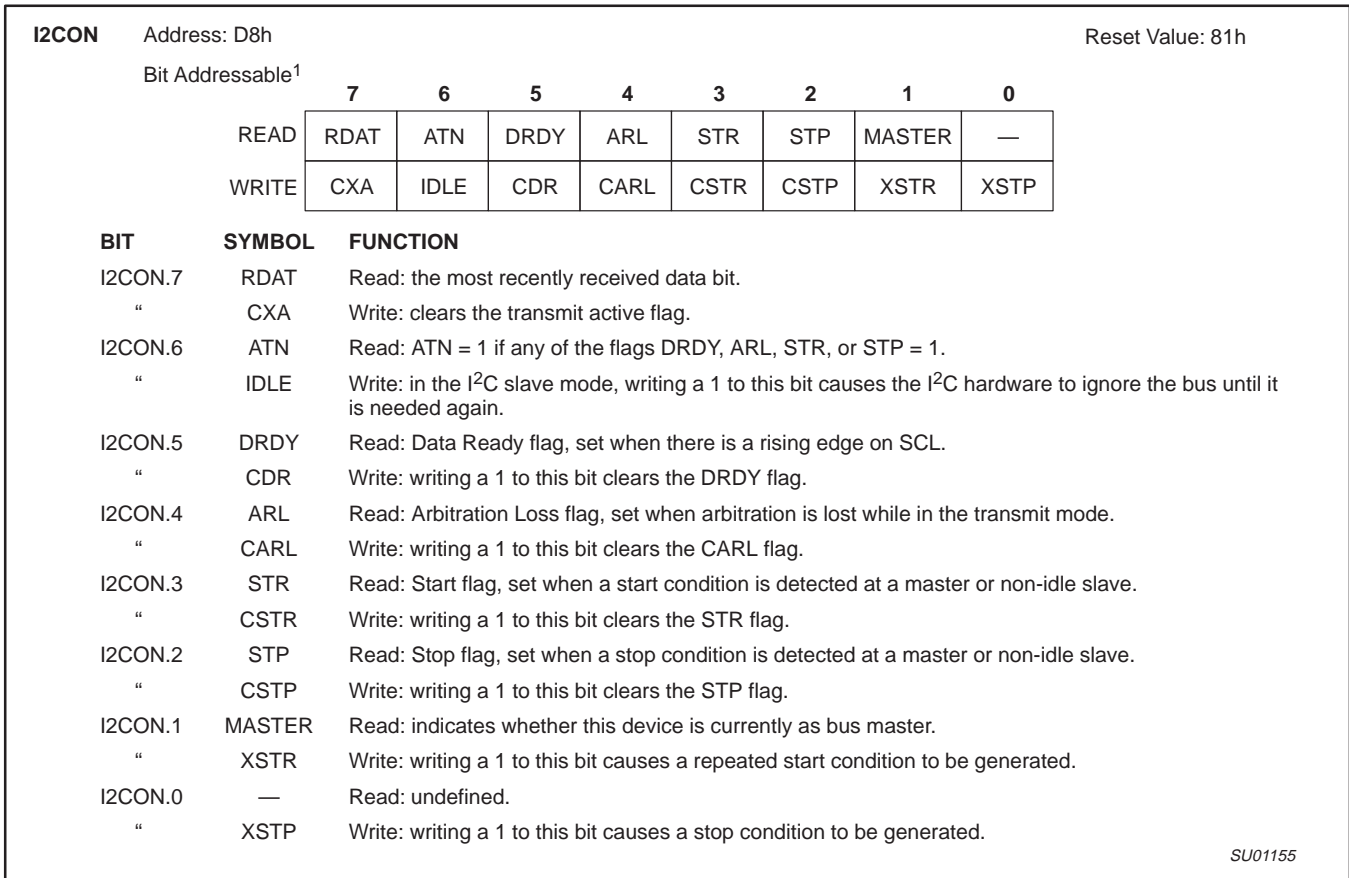 I2CON Address: D8h Reset Value: 81h
Bit Addressable1
7 6 5 4 3 2 1 0
READ RDAT ATN DRDY ARL STR STP MASTER —
WRITE CXA IDLE CDR CARL CSTR CSTP XSTR XSTP
BIT SYMBOL FUNCTION
I2CON.7 RDAT Read: the most recently received data bit.
“ CXA Write: clears the transmit active flag.
I2CON.6 ATN Read: ATN = 1 if any of the flags DRDY, ARL, STR, or STP = 1.
“ IDLE Write: in the I2C slave mode, writing a 1 to this bit causes the I2C hardware to ignore the bus until it
is needed again.
I2CON.5 DRDY Read: Data Ready flag, set when there is a rising edge on SCL.
“ CDR Write: writing a 1 to this bit clears the DRDY flag.
I2CON.4 ARL Read: Arbitration Loss flag, set when arbitration is lost while in the transmit mode.
“ CARL Write: writing a 1 to this bit clears the CARL flag.
I2CON.3 STR Read: Start flag, set when a start condition is detected at a master or non-idle slave.
“ CSTR Write: writing a 1 to this bit clears the STR flag.
I2CON.2 STP Read: Stop flag, set when a stop condition is detected at a master or non-idle slave.
“ CSTP Write: writing a 1 to this bit clears the STP flag.
I2CON.1 MASTER Read: indicates whether this device is currently as bus master.
“ XSTR Write: writing a 1 to this bit causes a repeated start condition to be generated.
I2CON.0 — Read: undefined.
“ XSTP Write: writing a 1 to this bit causes a stop condition to be generated.
SU01155